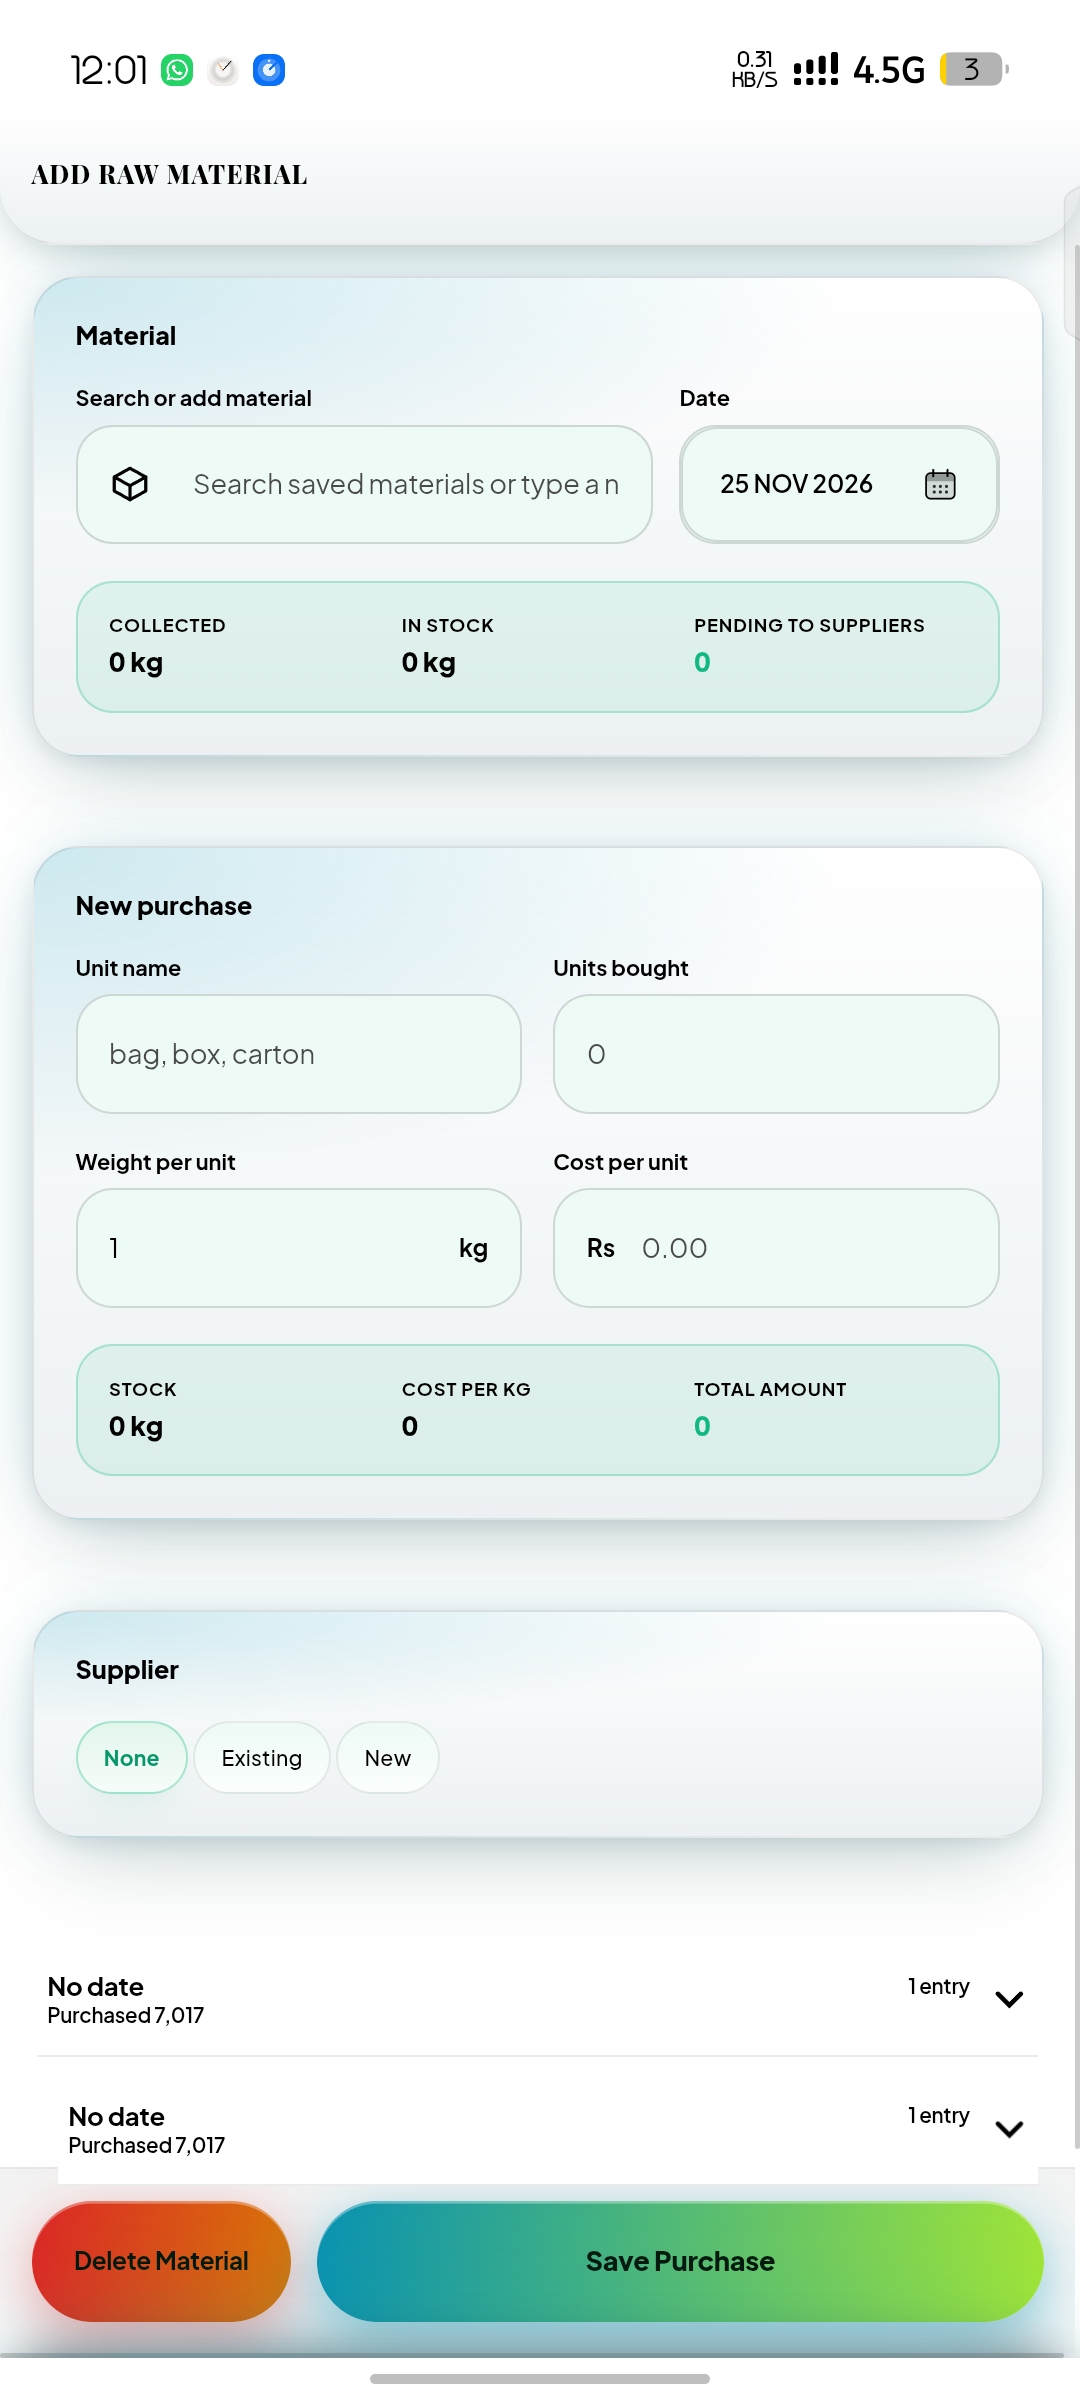 12:01
0.31
KB/S
4.5G
3
ADD RAW MATERIAL
Material
Search or add material
Date
Search saved materials or type a n
25 NOV 2026
COLLECTED
IN STOCK
PENDING TO SUPPLIERS
0 kg
0 kg
0
New purchase
Unit name
Units bought
bag, box, carton
0
Weight per unit
Cost per unit
1
kg
Rs
0.00
STOCK
COST PER KG
TOTAL AMOUNT
0 kg
0
0
Supplier
None
Existing
New
No date
1 entry
Purchased 7,017
No date
1 entry
Purchased 7,017
Delete Material
Save Purchase